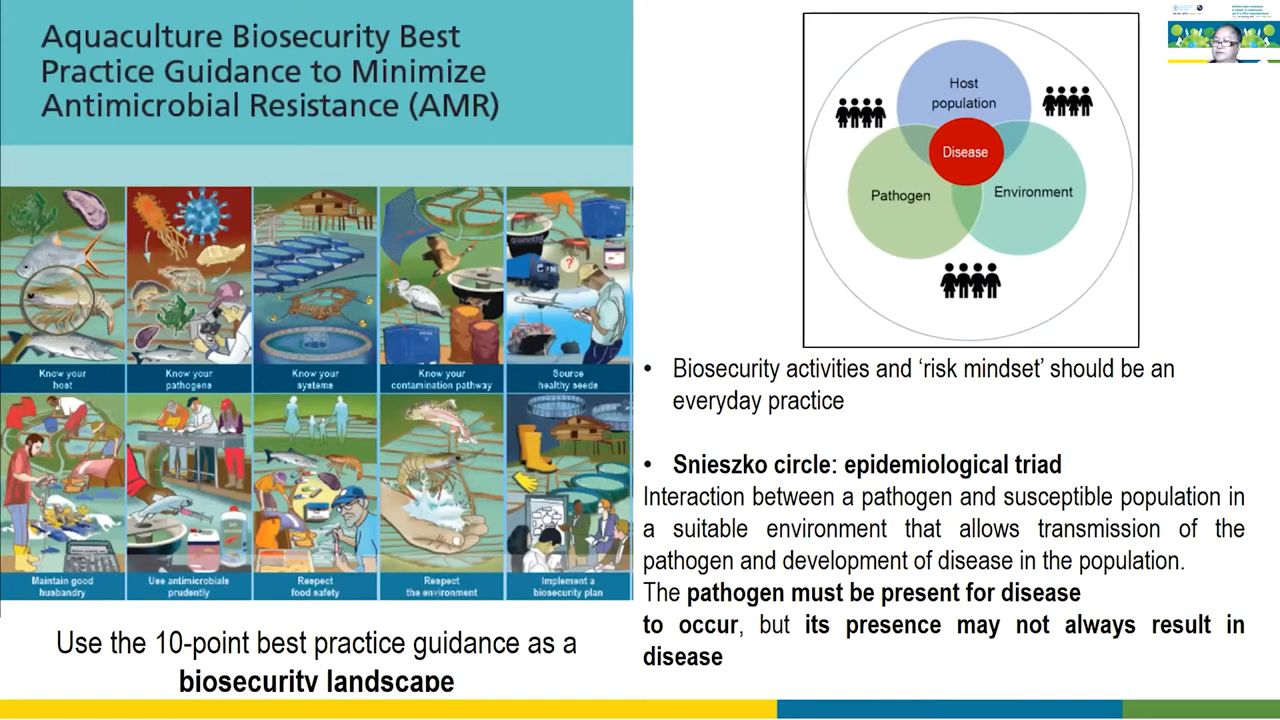 Aquaculture Biosecurity Best
Practice Guidance to Minimize
Antimicrobial Resistance (AMR)
quarantine
?
Know your
host
Know your
pathogens
Know your
systems
Know your
contamination pathway
Source
healthy seeds
Maintain good
husbandry
Use antimicrobials
prudently
Respect
food safety
Respect
the environment
Implement a
biosecurity plan
Use the 10-point best practice guidance as a
biosecurity landscape
Host
population
Disease
Pathogen
Environment
• Biosecurity activities and ‘risk mindset’ should be an
everyday practice
• Snieszko circle: epidemiological triad
Interaction between a pathogen and susceptible population in
a suitable environment that allows transmission of the
pathogen and development of disease in the population.
The pathogen must be present for disease
to occur, but its presence may not always result in
disease